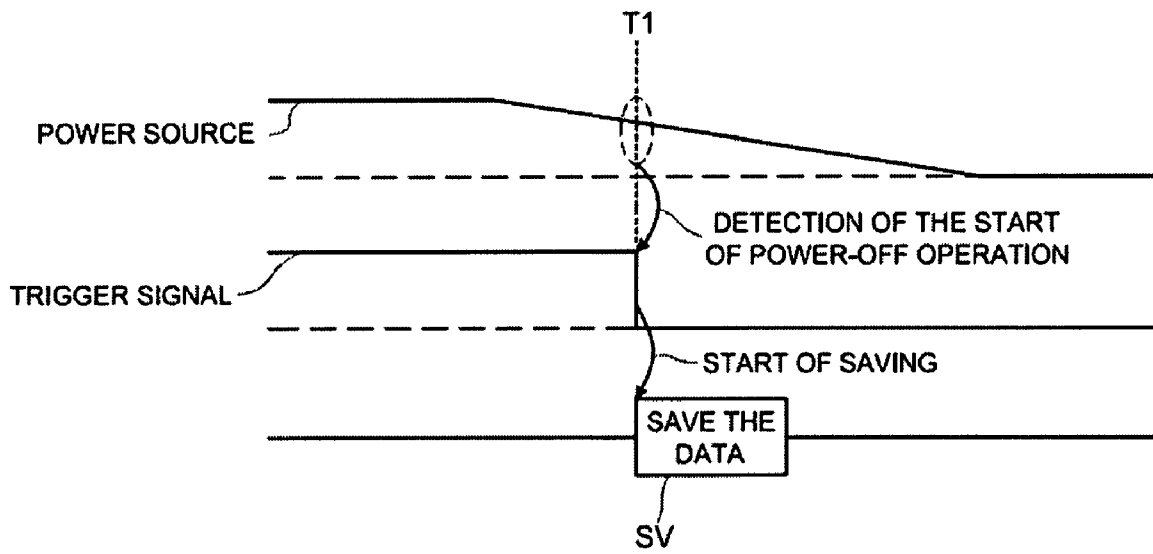 T1
POWER SOURCE
DETECTION OF THE START
OF POWER-OFF OPERATION
TRIGGER SIGNAL
START OF SAVING
SAVE THE
DATA
SV